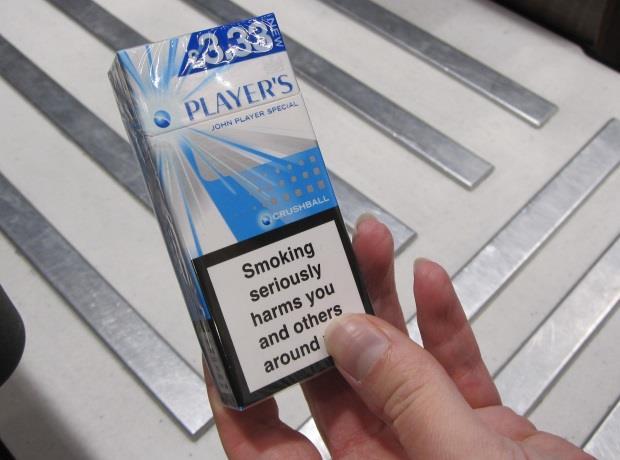 £3.33
NEW
PLAYER'S
JOHN PLAYER SPECIAL
CRUSHBALL
Smoking
seriously
harms you
and others
around